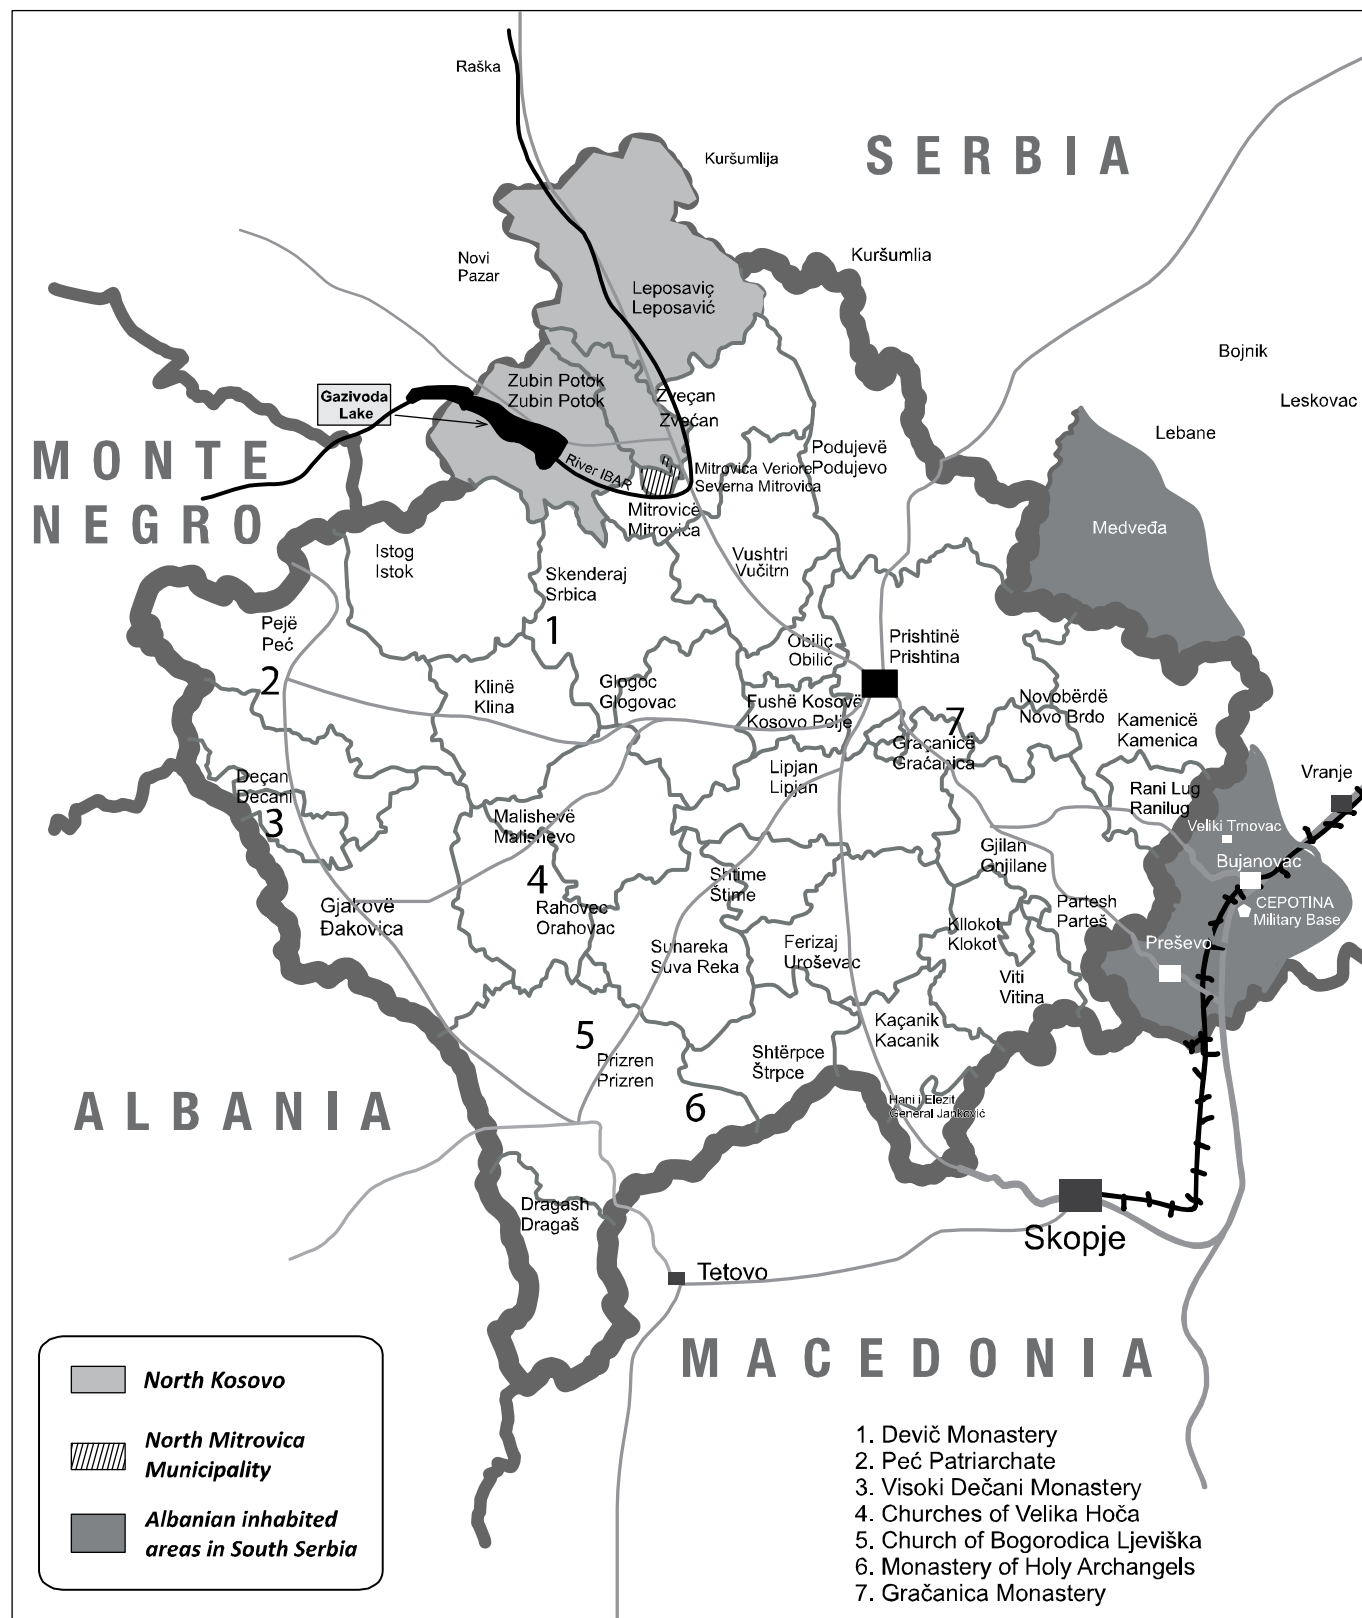 Raška
SERBIA
Kuršumlija
Kuršumlia
Novi
Pazar
Leposaviç
Leposavić
Bojnik
Leskovac
Lebane
Zubin Potok
Zubin Potok
Zveçan
Zvećan
Gazivoda
Lake
MONTE
NEGRO
River IBAR
Podujevë
Podujevo
Mitrovica Veriore
Severna Mitrovica
Mitrovicë
Mitrovica
Medveđa
Istog
Istok
Skenderaj
Srbica
Vushtri
Vučitrn
1
Pejë
Peć
2
Obiliç
Obilić
Prishtinë
Prishtina
Klinë
Klina
Glogoc
Glogovac
Fushë Kosovë
Kosovo Polje
7
Novobërdë
Novo Brdo
Kamenicë
Kamenica
Graçanicë
Graćanica
Deçan
Decani
3
Lipjan
Lipjan
Rani Lug
Ranilug
Vranje
Malishevë
Malishevo
Veliki Trnovac
Bujanovac
Gjilan
Gnjilane
4
Shtime
Štime
Gjakovë
Đakovica
Rahovec
Orahovac
Partesh
Parteš
CEPOTINA
Military Base
Kllokot
Klokot
Sunareka
Suva Reka
Ferizaj
Uroševac
Preševo
Viti
Vitina
5
Prizren
Prizren
Kaçanik
Kacanik
Shtërpce
Štrpce
6
Hani i Elezit
General Janković
ALBANIA
Dragash
Dragaš
Skopje
Tetovo
MACEDONIA
North Kosovo
North Mitrovica
Municipality
Albanian inhabited
areas in South Serbia
1. Devič Monastery
2. Peć Patriarchate
3. Visoki Dečani Monastery
4. Churches of Velika Hoča
5. Church of Bogorodica Ljeviška
6. Monastery of Holy Archangels
7. Gračanica Monastery